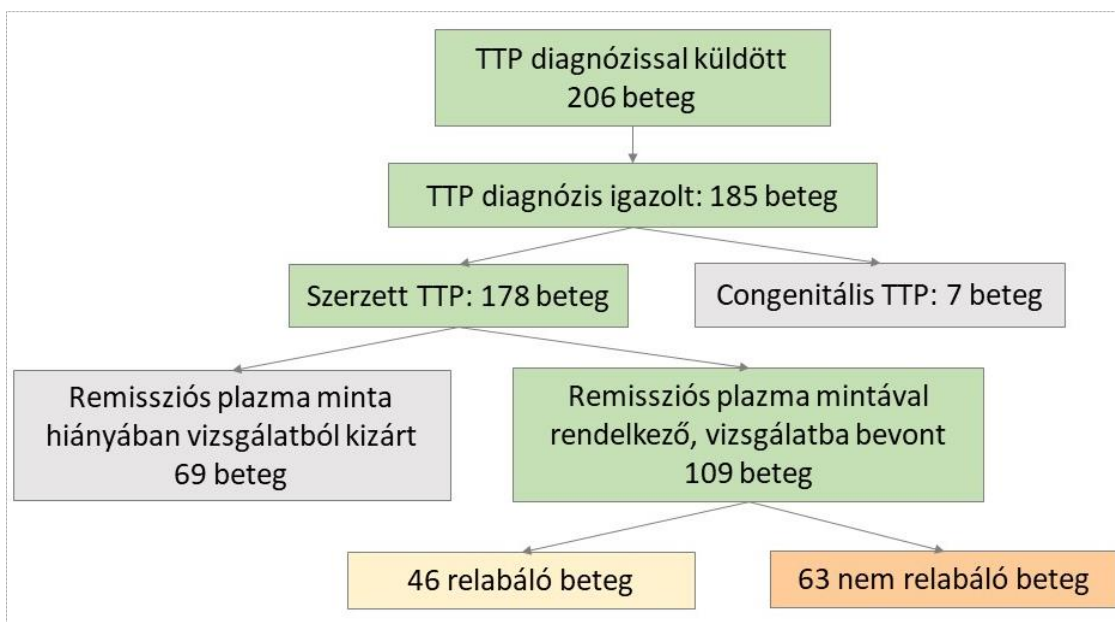 TTP diagnózissal küldött
206 beteg
TTP diagnózis igazolt: 185 beteg
Szerzett TTP: 178 beteg
Congenitális TTP: 7 beteg
Remissziós plazma minta
hiányában vizsgálatból kizárt
69 beteg
Remissziós plazma mintával
rendelkező, vizsgálatba bevont
109 beteg
46 relabáló beteg
63 nem relabáló beteg